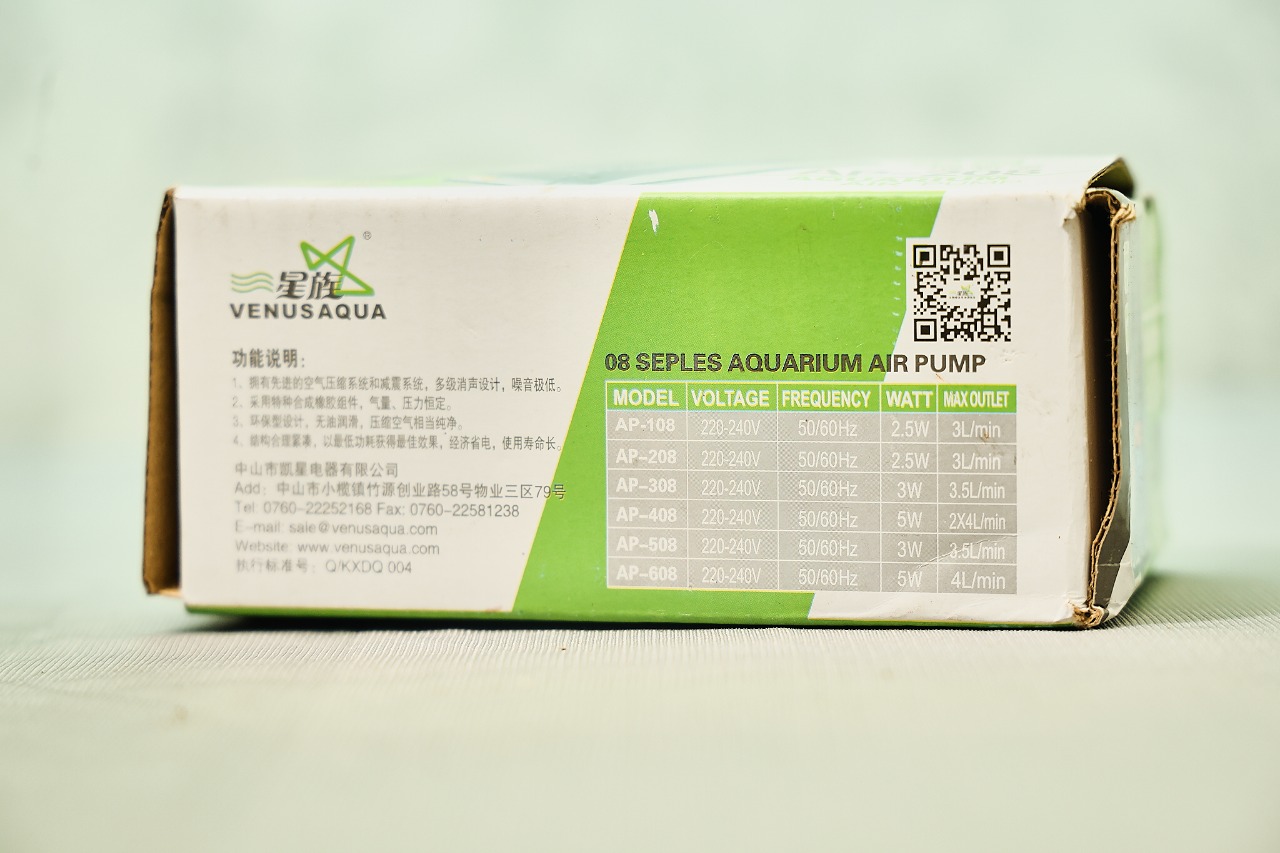 ®
星族
VENUSAQUA
功能说明:
1、拥有先进的空气压缩系统和减震系统，多级消声设计，噪音极低。
2、采用特种合成橡胶组件，气量、压力恒定。
3、环保型设计，无油润滑，压缩空气相当纯净。
4、结构合理紧凑，以最低功耗获得最佳效果，经济省电，使用寿命长。
中山市凯星电器有限公司
Add: 中山市小榄镇竹源创业路58号物业三区79号
Tel: 0760-22252168 Fax: 0760-22581238
E-mail: sale@venusaqua.com
Website: www.venusaqua.com
执行标准号: Q/KXDQ 004
08 SEPLES AQUARIUM AIR PUMP
MODEL VOLTAGE FREQUENCY WATT MAX OUTLET
AP-108 220-240V 50/60Hz 2.5W 3L/min
AP-208 220-240V 50/60Hz 2.5W 3L/min
AP-308 220-240V 50/60Hz 3W 3.5L/min
AP-408 220-240V 50/60Hz 5W 2X4L/min
AP-508 220-240V 50/60Hz 3W 3.5L/min
AP-608 220-240V 50/60Hz 5W 4L/min